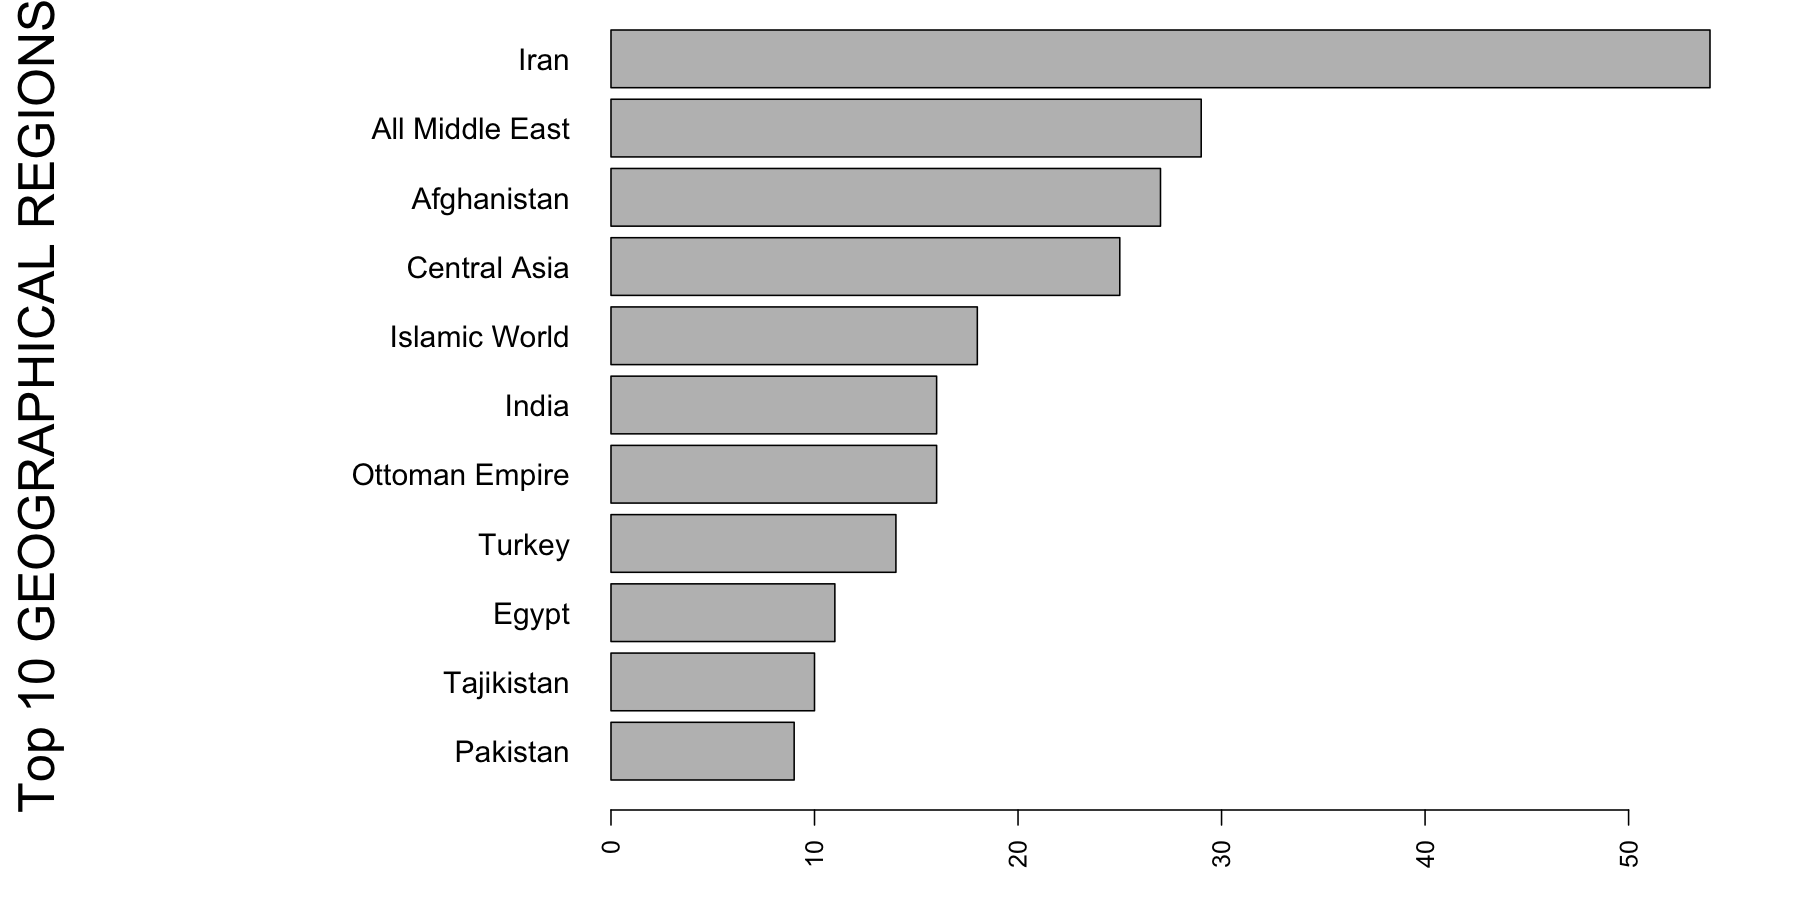 Top 10 GEOGRAPHICAL REGIONS
Iran
All Middle East
Afghanistan
Central Asia
Islamic World
India
Ottoman Empire
Turkey
Egypt
Tajikistan
Pakistan
0 10 20 30 40 50